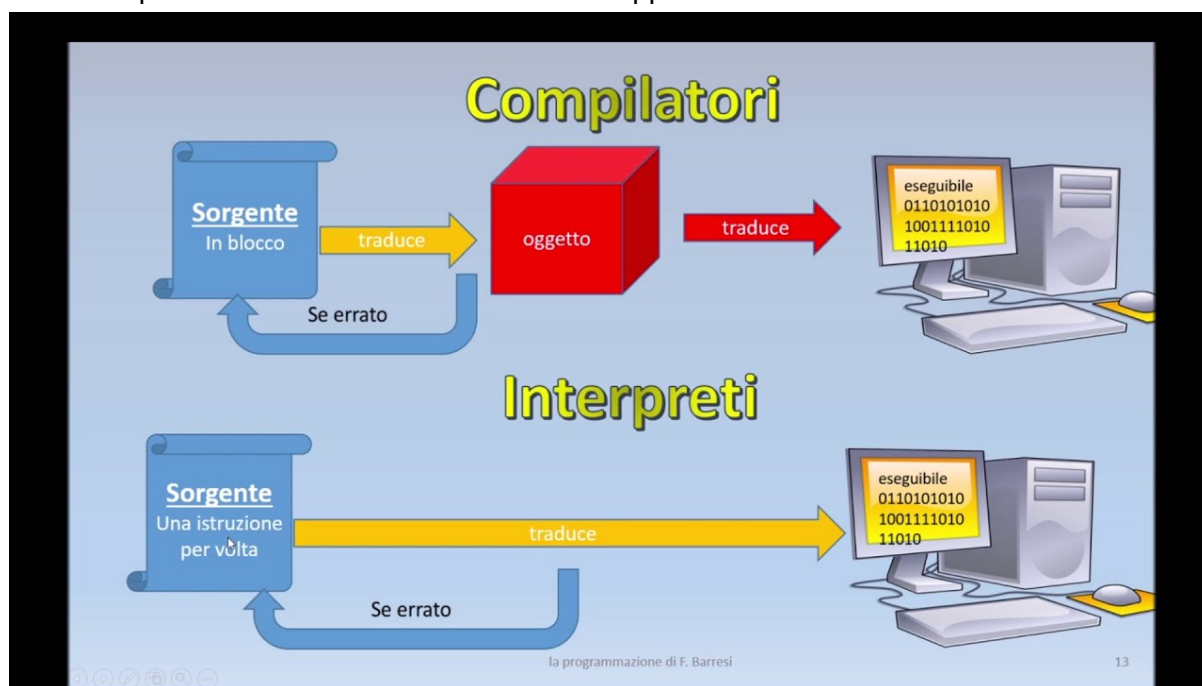 Compilatori
Sorgente
In blocco
traduce
oggetto
traduce
eseguibile
0110101010
1001111010
11010
Se errato
Interpreti
Sorgente
Una istruzione
per volta
traduce
eseguibile
0110101010
1001111010
11010
Se errato
la programmazione di F. Barresi
13